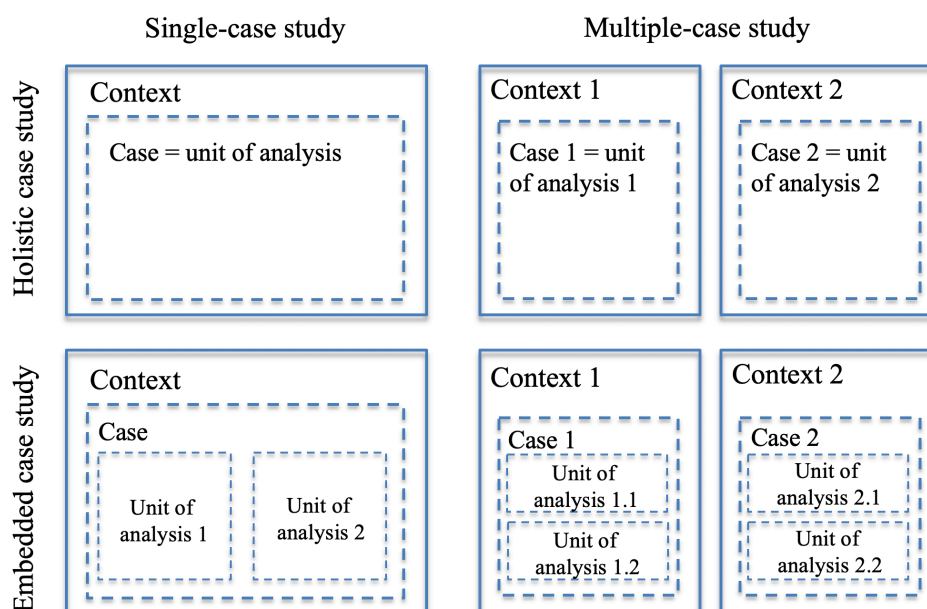 Single-case study
Multiple-case study
Holistic case study
Context
Case = unit of analysis
Context 1
Case 1 = unit
of analysis 1
Context 2
Case 2 = unit
of analysis 2
Embedded case study
Context
Case
Unit of
analysis 1
Unit of
analysis 2
Context 1
Case 1
Unit of
analysis 1.1
Unit of
analysis 1.2
Context 2
Case 2
Unit of
analysis 2.1
Unit of
analysis 2.2